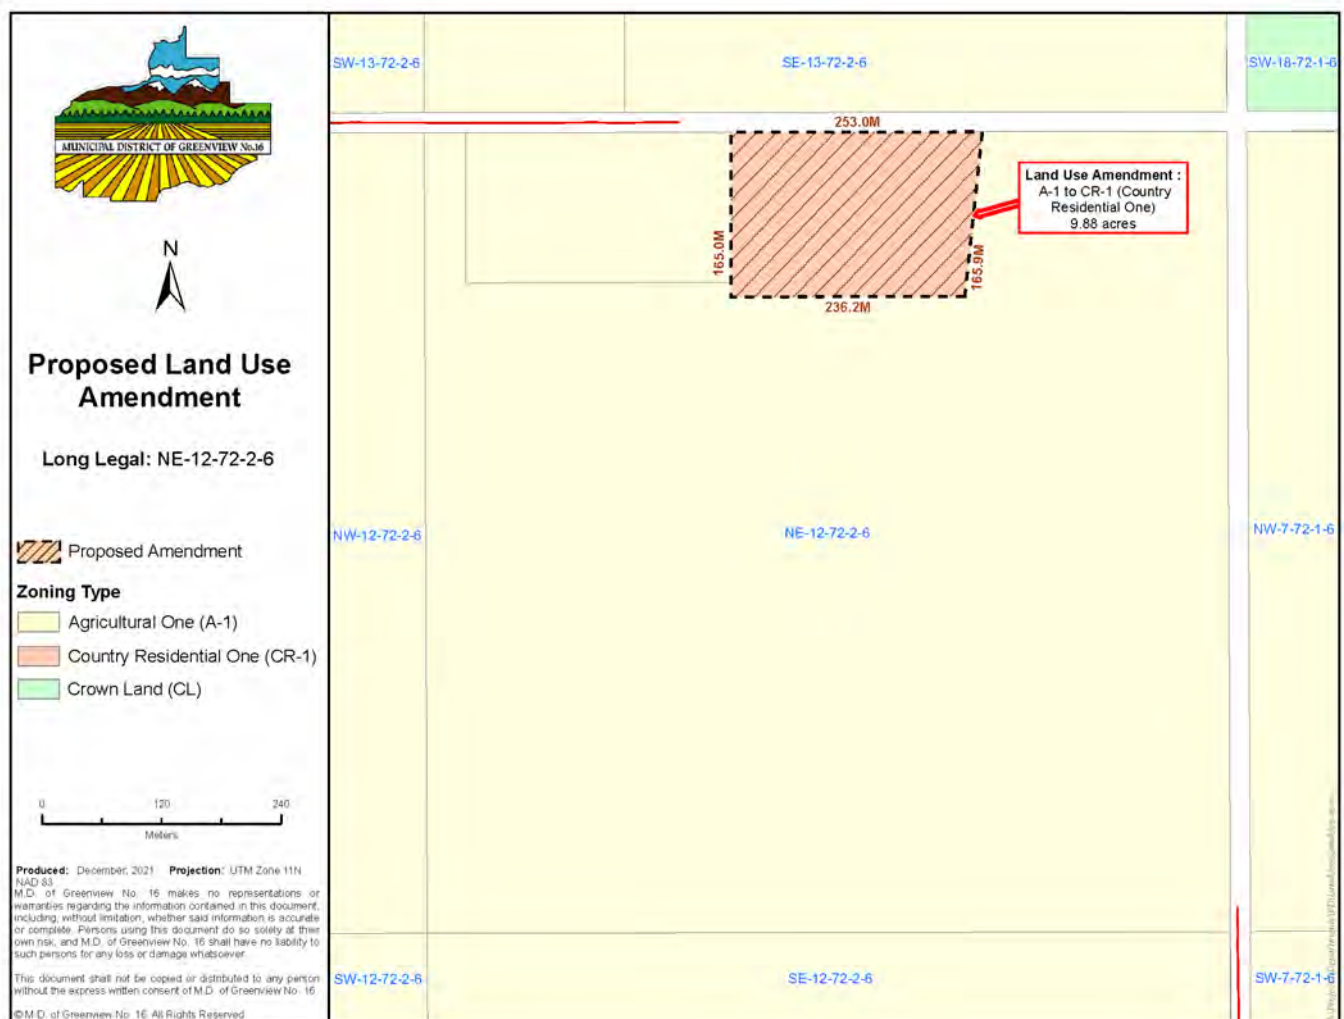 MUNICIPAL DISTRICT OF GREENVIEW No.16
N
Proposed Land Use
Amendment
Long Legal: NE-12-72-2-6
Proposed Amendment
Zoning Type
Agricultural One (A-1)
Country Residential One (CR-1)
Crown Land (CL)
0 120 240
Meters
Produced: December, 2021 Projection: UTM Zone 11N
NAD 83
M.D. of Greenview No. 16 makes no representations or
warranties regarding the information contained in this document,
including, without limitation, whether said information is accurate
or complete. Persons using this document do so solely at their
own risk, and M.D. of Greenview No. 16 shall have no liability to
such persons for any loss or damage whatsoever.
This document shall not be copied or distributed to any person
without the express written consent of M.D. of Greenview No. 16
© M.D. of Greenview No. 16. All Rights Reserved
SW-13-72-2-6
SE-13-72-2-6
SW-18-72-1-6
253.0M
Land Use Amendment :
A-1 to CR-1 (Country
Residential One)
9.88 acres
165.0M
165.9M
236.2M
NW-12-72-2-6
NE-12-72-2-6
NW-7-72-1-6
SW-12-72-2-6
SE-12-72-2-6
SW-7-72-1-6